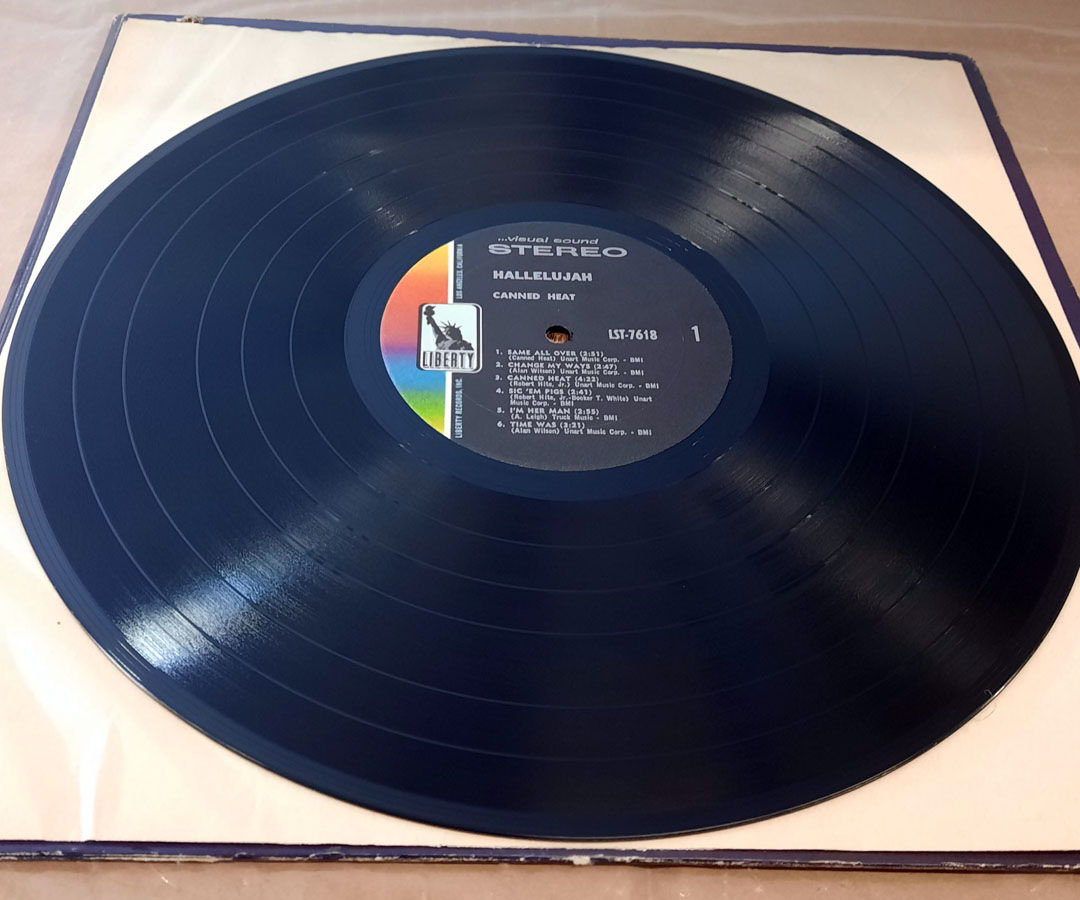 ...visual sound
STEREO
HALLELUJAH
CANNED HEAT
LST-7618
1
1. SAME ALL OVER (2:51)
(Canned Heat) Unart Music Corp. - BMI
2. CHANGE MY WAYS (2:47)
(Alan Wilson) Unart Music Corp. - BMI
3. CANNED HEAT (4:22)
(Robert Hite, Jr.) Unart Music Corp. - BMI
4. SIC 'EM PIGS (2:41)
(Robert Hite, Jr.-Booker T. White) Unart
Music Corp. - BMI
5. I'M HER MAN (2:55)
(A. Leigh) Truck Music - BMI
6. TIME WAS (3:21)
(Alan Wilson) Unart Music Corp. - BMI
LIBERTY
LIBERTY RECORDS, INC.
LOS ANGELES, CALIFORNIA